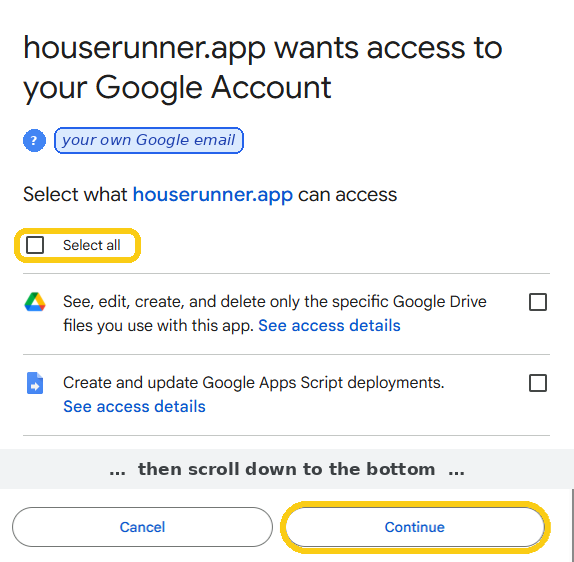 houserunner.app wants access to
your Google Account
? your own Google email
Select what houserunner.app can access
Select all
See, edit, create, and delete only the specific Google Drive
files you use with this app. See access details
Create and update Google Apps Script deployments.
See access details
... then scroll down to the bottom ...
Cancel
Continue